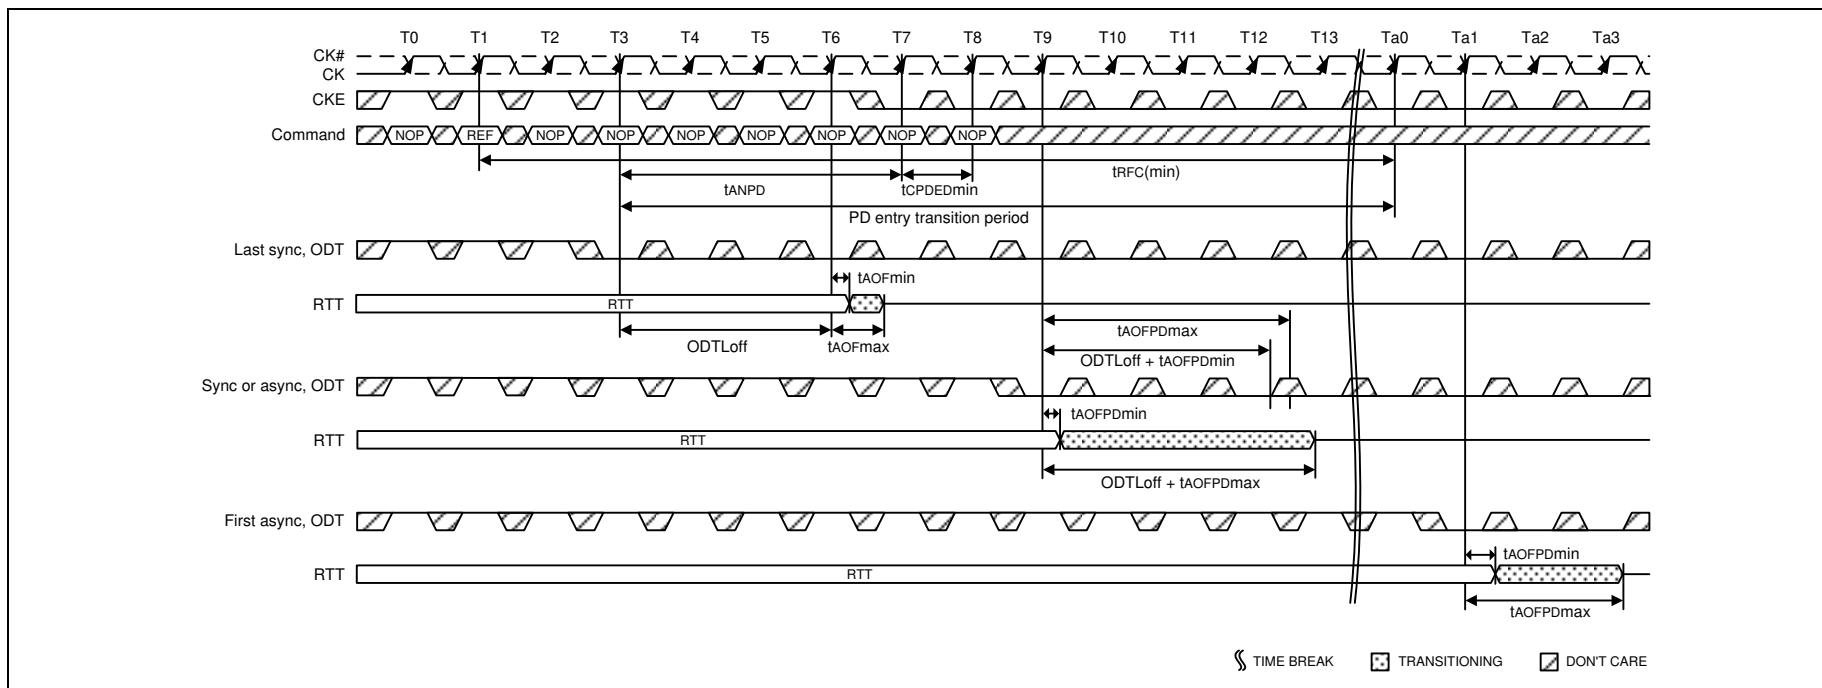 T0 T1 T2 T3 T4 T5 T6 T7 T8 T9 T10 T11 T12 T13 Ta0 Ta1 Ta2 Ta3
CK#
CK
CKE
Command NOP REF NOP NOP NOP NOP NOP NOP NOP
tRFC(min)
tANPD tCPDEDmin
PD entry transition period
Last sync, ODT
tAOFmin
RTT RTT
tAOFPDmax
ODTLoff tAOFmax
ODTLoff + tAOFPDmin
Sync or async, ODT
tAOFPDmin
RTT RTT
ODTLoff + tAOFPDmax
First async, ODT
tAOFPDmin
RTT RTT
tAOFPDmax
TIME BREAK TRANSITIONING DON'T CARE